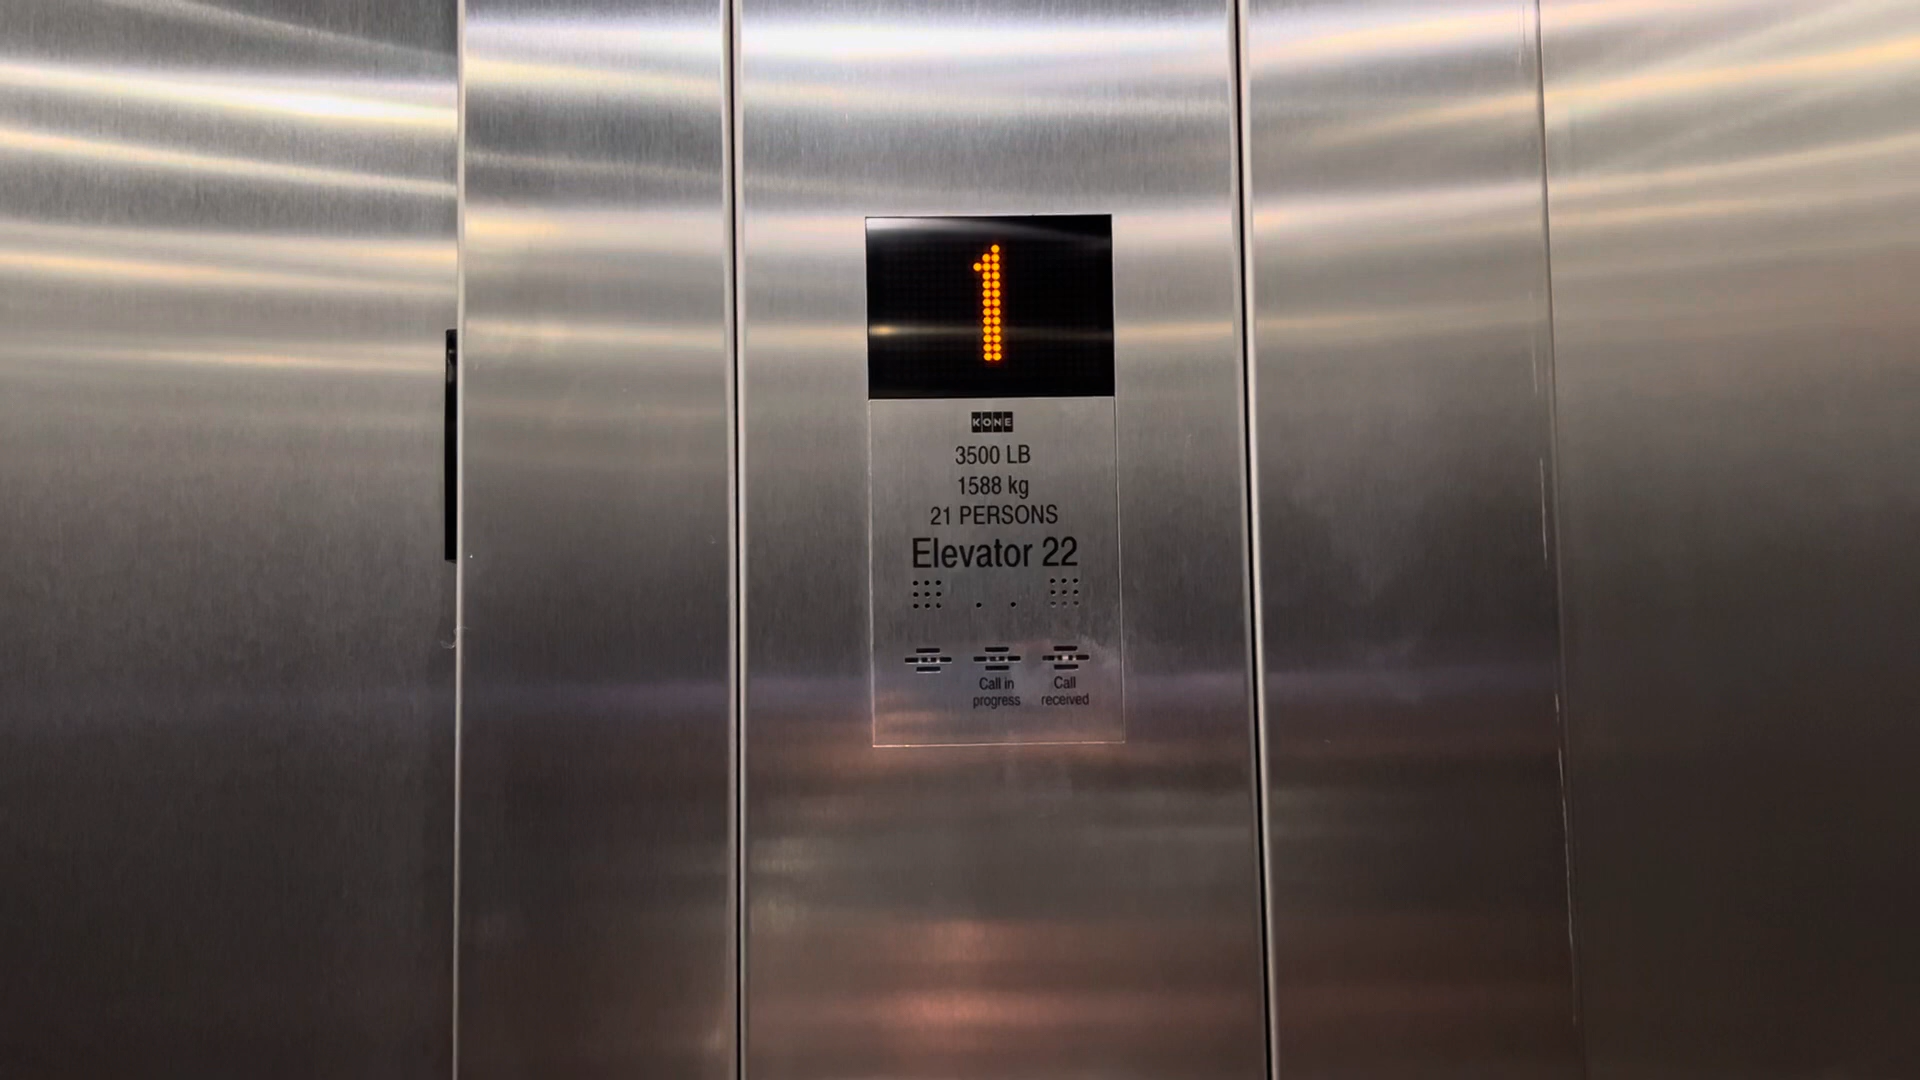 1
KONE
3500 LB
1588 kg
21 PERSONS
Elevator 22
Call in
progress
Call
received